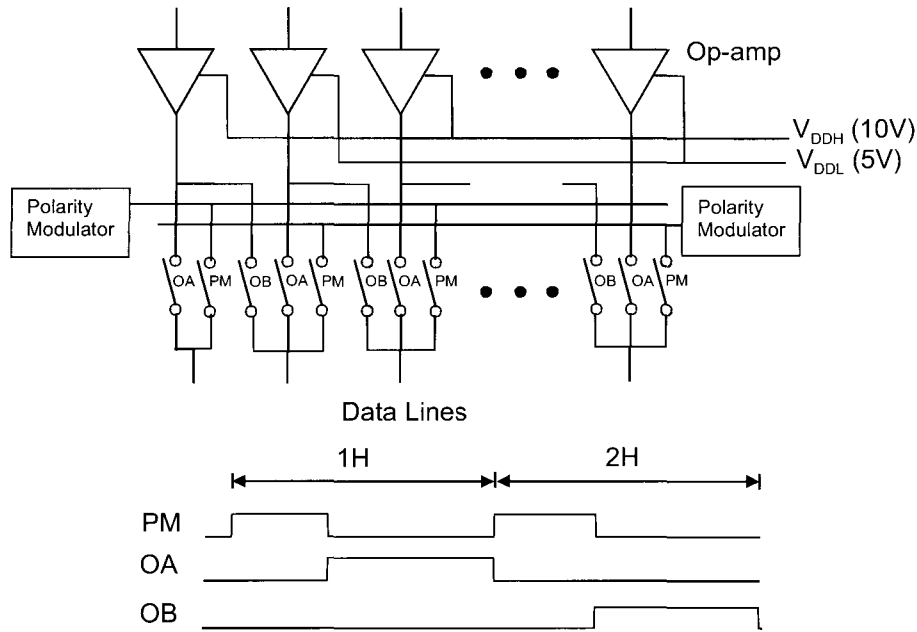 Op-amp
V_DDH (10V)
V_DDL (5V)
Polarity
Modulator
Polarity
Modulator
OA PM OB OA PM OB OA PM OB OA PM
Data Lines
1H 2H
PM
OA
OB